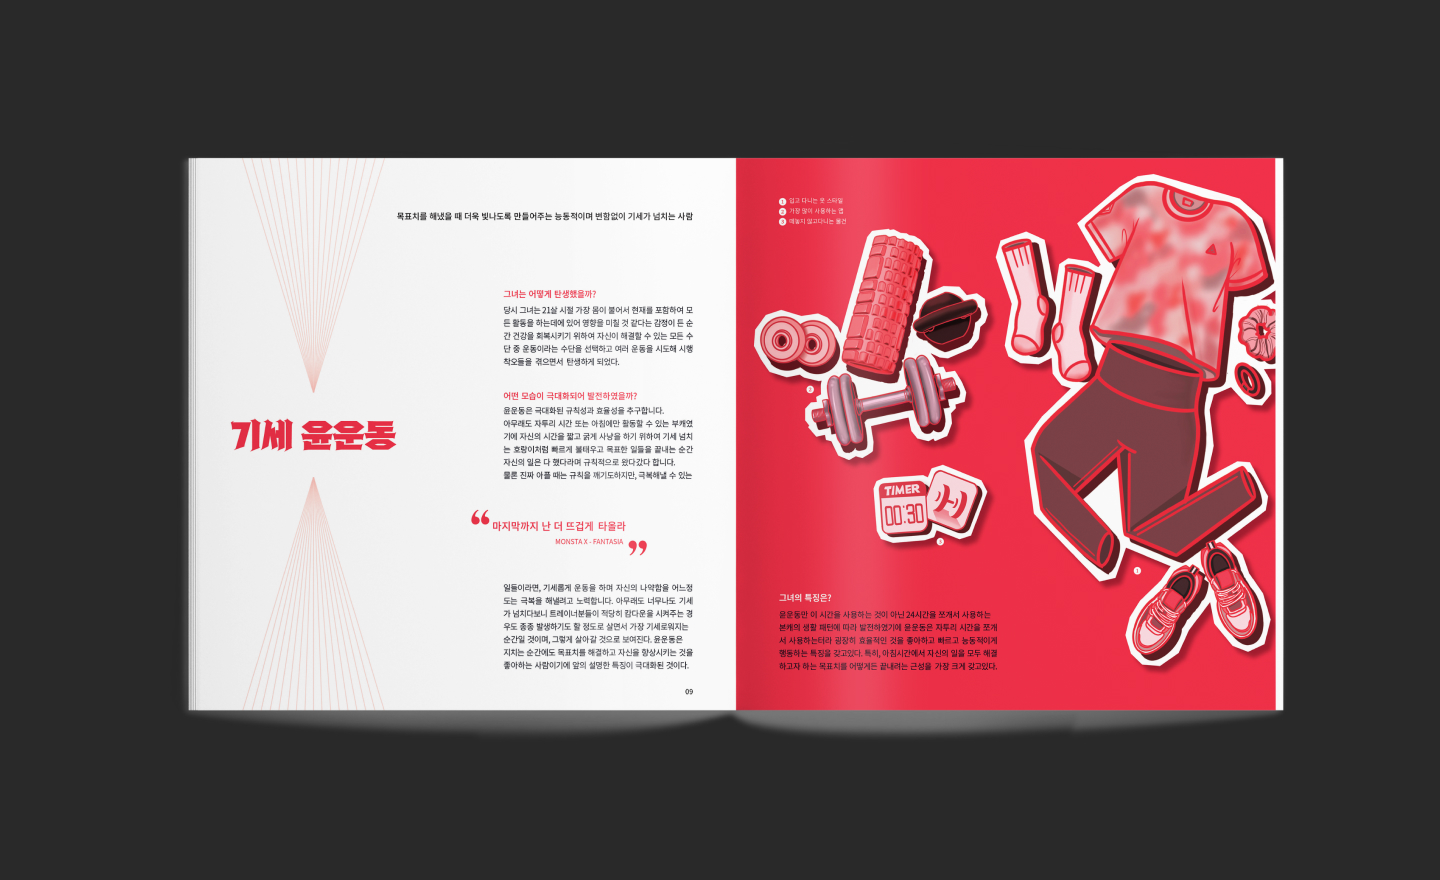 목표치를 해냈을 때 더욱 빛나도록 만들어주는 능동적이며 변함없이 기세가 넘치는 사람
기세 윤운동
그녀는 어떻게 탄생했을까?
당시 그녀는 21살 시절 가장 몸이 불어서 현재를 포함하여 모
든 활동을 하는데에 있어 영향을 미칠 것 같다는 감정이 든 순
간 건강을 회복시키기 위하여 자신이 해결할 수 있는 모든 수
단 중 운동이라는 수단을 선택하고 여러 운동을 시도해 시행
착오들을 겪으면서 탄생하게 되었다.
어떤 모습이 극대화되어 발전하였을까?
윤운동은 극대화된 규칙성과 효율성을 추구합니다.
아무래도 자투리 시간 또는 아침에만 활동할 수 있는 부캐였
기에 자신의 시간을 짧고 굵게 사냥을 하기 위하여 기세 넘치
는 호랑이처럼 빠르게 불태우고 목표한 일들을 끝내는 순간
자신의 일은 다 했다라며 규칙적으로 왔다갔다 합니다.
물론 진짜 아플 때는 규칙을 깨기도하지만, 극복해낼 수 있는
“마지막까지 난 더 뜨겁게 타올라
MONSTA X - FANTASIA ”
일들이라면, 기세롭게 운동을 하며 자신의 나약함을 어느정
도는 극복을 해낼려고 노력합니다. 아무래도 너무나도 기세
가 넘치다보니 트레이너분들이 적당히 캄다운을 시켜주는 경
우도 종종 발생하기도 할 정도로 살면서 가장 기세로워지는
순간일 것이며, 그렇게 살아갈 것으로 보여진다. 윤운동은
지치는 순간에도 목표치를 해결하고 자신을 향상시키는 것을
좋아하는 사람이기에 앞의 설명한 특징이 극대화된 것이다.
09
1 입고 다니는 옷 스타일
2 가장 많이 사용하는 앱
3 떼놓지 않고다니는 물건
TIMER
00:30
2
3
1
그녀의 특징은?
윤운동만 이 시간을 사용하는 것이 아닌 24시간을 쪼개서 사용하는
본캐의 생활 패턴에 따라 발전하였기에 윤운동은 자투리 시간을 쪼개
서 사용하는터라 굉장히 효율적인 것을 좋아하고 빠르고 능동적이게
행동하는 특징을 갖고있다. 특히, 아침시간에서 자신의 일을 모두 해결
하고자 하는 목표치를 어떻게든 끝내려는 근성을 가장 크게 갖고있다.